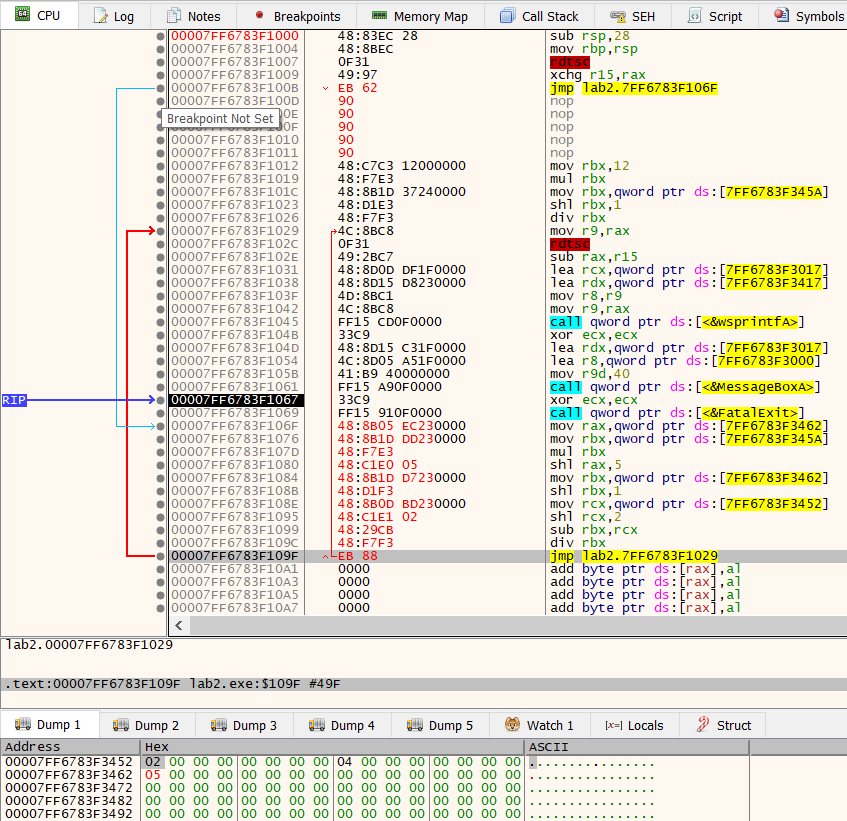 CPU Log Notes Breakpoints Memory Map Call Stack SEH Script Symbols
00007FF6783F1000 48:83EC 28 sub rsp,28
00007FF6783F1004 48:8BEC mov rbp,rsp
00007FF6783F1007 0F31 rdtsc
00007FF6783F1009 49:97 xchg r15,rax
00007FF6783F100B EB 62 jmp lab2.7FF6783F106F
00007FF6783F100D 90 nop
Breakpoint Not Set 0E 90 nop
100F 90 nop
00007FF6783F1010 90 nop
00007FF6783F1011 90 nop
00007FF6783F1012 48:C7C3 12000000 mov rbx,12
00007FF6783F1019 48:F7E3 mul rbx
00007FF6783F101C 48:8B1D 37240000 mov rbx,qword ptr ds:[7FF6783F345A]
00007FF6783F1023 48:D1E3 shl rbx,1
00007FF6783F1026 48:F7F3 div rbx
00007FF6783F1029 4C:8BC8 mov r9,rax
00007FF6783F102C 0F31 rdtsc
00007FF6783F102E 49:2BC7 sub rax,r15
00007FF6783F1031 48:8D0D DF1F0000 lea rcx,qword ptr ds:[7FF6783F3017]
00007FF6783F1038 48:8D15 D8230000 lea rdx,qword ptr ds:[7FF6783F3417]
00007FF6783F103F 4D:8BC1 mov r8,r9
00007FF6783F1042 4C:8BC8 mov r9,rax
00007FF6783F1045 FF15 CD0F0000 call qword ptr ds:[<&wsprintfA>]
00007FF6783F104B 33C9 xor ecx,ecx
00007FF6783F104D 48:8D15 C31F0000 lea rdx,qword ptr ds:[7FF6783F3017]
00007FF6783F1054 4C:8D05 A51F0000 lea r8,qword ptr ds:[7FF6783F3000]
00007FF6783F105B 41:B9 40000000 mov r9d,40
00007FF6783F1061 FF15 A90F0000 call qword ptr ds:[<&MessageBoxA>]
RIP 00007FF6783F1067 33C9 xor ecx,ecx
00007FF6783F1069 FF15 910F0000 call qword ptr ds:[<&FatalExit>]
00007FF6783F106F 48:8B05 EC230000 mov rax,qword ptr ds:[7FF6783F3462]
00007FF6783F1076 48:8B1D DD230000 mov rbx,qword ptr ds:[7FF6783F345A]
00007FF6783F107D 48:F7E3 mul rbx
00007FF6783F1080 48:C1E0 05 shl rax,5
00007FF6783F1084 48:8B1D D7230000 mov rbx,qword ptr ds:[7FF6783F3462]
00007FF6783F108B 48:D1F3 shl rbx,1
00007FF6783F108E 48:8B0D BD230000 mov rcx,qword ptr ds:[7FF6783F3452]
00007FF6783F1095 48:C1E1 02 shl rcx,2
00007FF6783F1099 48:29CB sub rbx,rcx
00007FF6783F109C 48:F7F3 div rbx
00007FF6783F109F EB 88 jmp lab2.7FF6783F1029
00007FF6783F10A1 0000 add byte ptr ds:[rax],al
00007FF6783F10A3 0000 add byte ptr ds:[rax],al
00007FF6783F10A5 0000 add byte ptr ds:[rax],al
00007FF6783F10A7 0000 add byte ptr ds:[rax],al
lab2.00007FF6783F1029
.text:00007FF6783F109F lab2.exe:$109F #49F
Dump 1 Dump 2 Dump 3 Dump 4 Dump 5 Watch 1 [x=] Locals Struct
Address Hex ASCII
00007FF6783F3452 02 00 00 00 00 00 00 00 04 00 00 00 00 00 00 00 ................
00007FF6783F3462 05 00 00 00 00 00 00 00 00 00 00 00 00 00 00 00 ................
00007FF6783F3472 00 00 00 00 00 00 00 00 00 00 00 00 00 00 00 00 ................
00007FF6783F3482 00 00 00 00 00 00 00 00 00 00 00 00 00 00 00 00 ................
00007FF6783F3492 00 00 00 00 00 00 00 00 00 00 00 00 00 00 00 00 ................